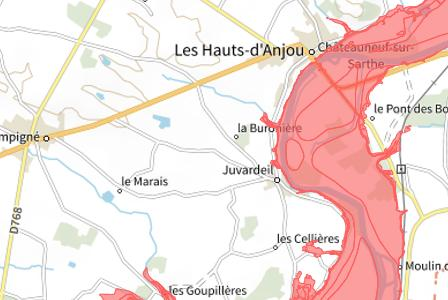 Les Hauts-d'Anjou
Châteauneuf-sur-
Sarthe
le Pont des Bo
la Buronnière
mpigné
Juvardeil
le Marais
D768
les Cellières
Moulin d
les Goupillères